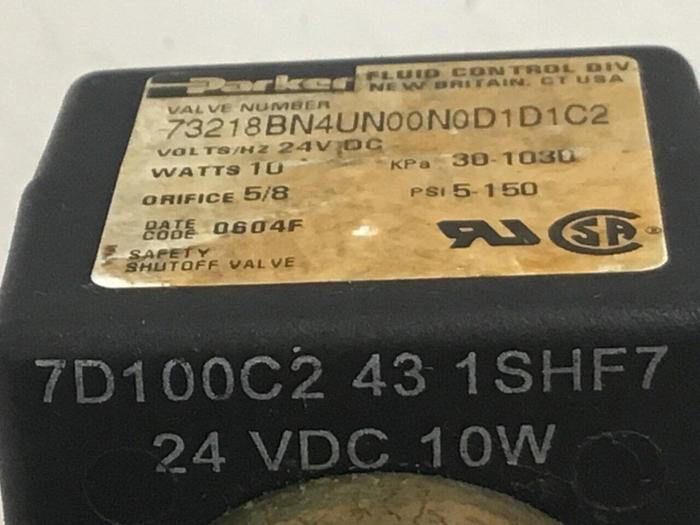 Parker FLUID CONTROL DIV.
NEW BRITAIN, CT USA
VALVE NUMBER
73218BN4UN00N0D1D1C2
VOLTS/HZ 24V DC
WATTS 10 KPa 30-1030
ORIFICE 5/8 PSI 5-150
DATE CODE 0604F
SAFETY
SHUTOFF VALVE
RU SA ®
7D100C2 43 1SHF7
24 VDC 10W